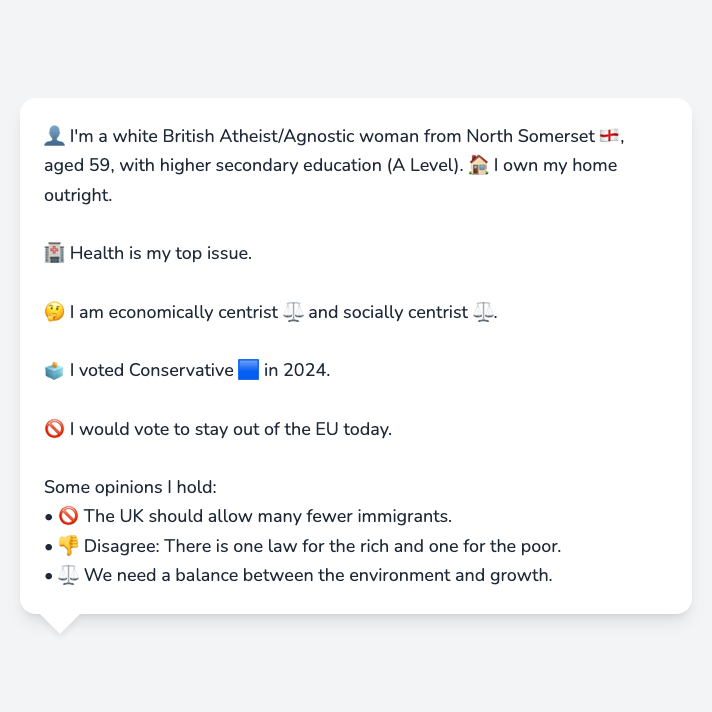 👤 I'm a white British Atheist/Agnostic woman from North Somerset 🏴󠁧󠁢󠁥󠁮󠁧󠁿,
aged 59, with higher secondary education (A Level). 🏠 I own my home
outright.
🏥 Health is my top issue.
🤔 I am economically centrist ⚖️ and socially centrist ⚖️.
🗳️ I voted Conservative 🟦 in 2024.
🚫 I would vote to stay out of the EU today.
Some opinions I hold:
• 🚫 The UK should allow many fewer immigrants.
• 👎 Disagree: There is one law for the rich and one for the poor.
• ⚖️ We need a balance between the environment and growth.